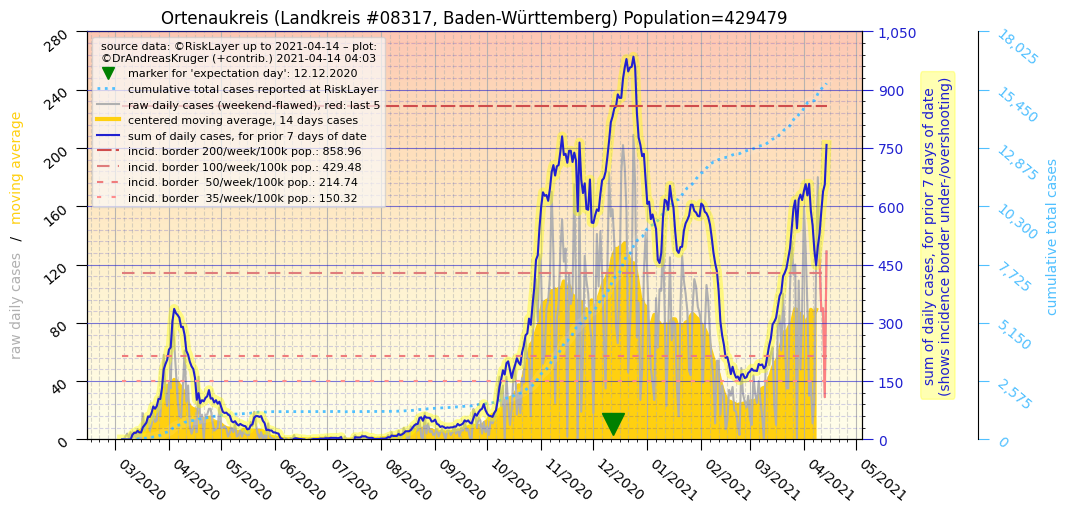 Ortenaukreis (Landkreis #08317, Baden-Württemberg) Population=429479
source data: ©RiskLayer up to 2021-04-14 – plot:
©DrAndreasKruger (+contrib.) 2021-04-14 04:03
marker for 'expectation day': 12.12.2020
cumulative total cases reported at RiskLayer
raw daily cases (weekend-flawed), red: last 5
centered moving average, 14 days cases
sum of daily cases, for prior 7 days of date
incid. border 200/week/100k pop.: 858.96
incid. border 100/week/100k pop.: 429.48
incid. border  50/week/100k pop.: 214.74
incid. border  35/week/100k pop.: 150.32
raw daily cases  /  moving average
280
240
200
160
120
80
40
0
03/2020
04/2020
05/2020
06/2020
07/2020
08/2020
09/2020
10/2020
11/2020
12/2020
01/2021
02/2021
03/2021
04/2021
05/2021
1,050
900
750
600
450
300
150
0
sum of daily cases, for prior 7 days of date
(shows incidence border under-/overshooting)
18,025
15,450
12,875
10,300
7,725
5,150
2,575
0
cumulative total cases